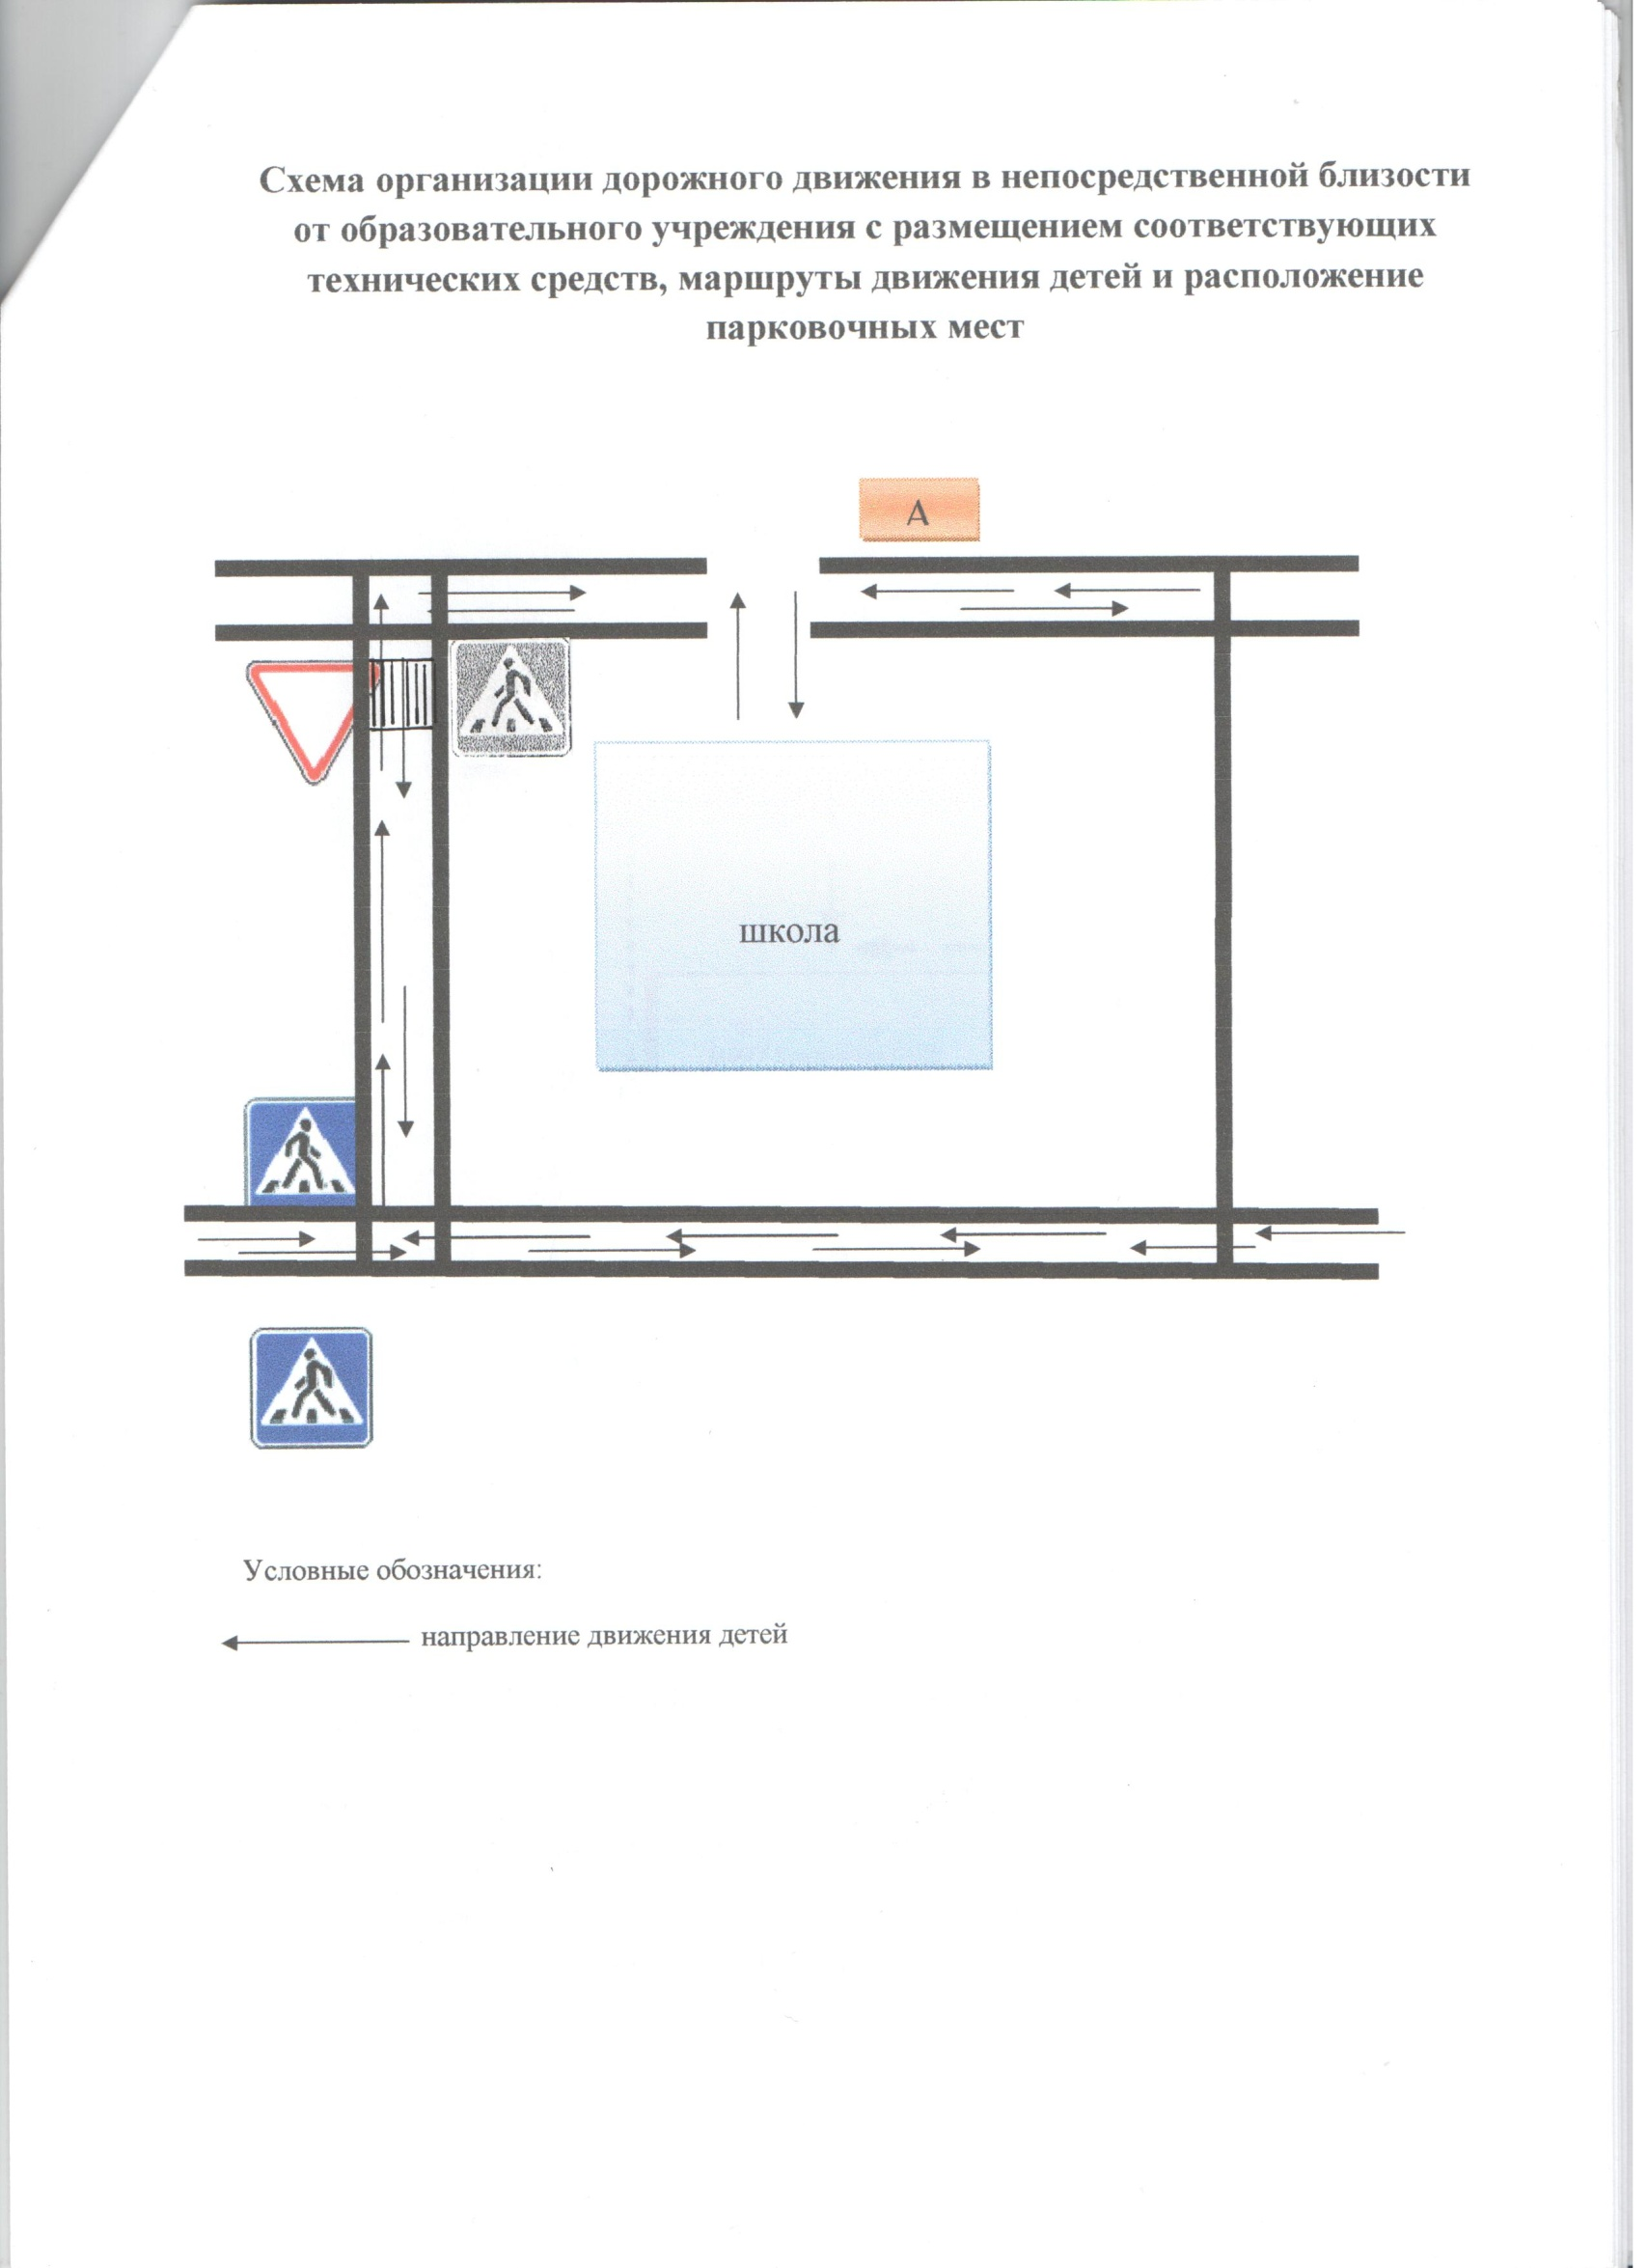 Схема организации дорожного движения в непосредственной близости
от образовательного учреждения с размещением соответствующих
технических средств, маршруты движения детей и расположение
парковочных мест
А
школа
Условные обозначения:
направление движения детей